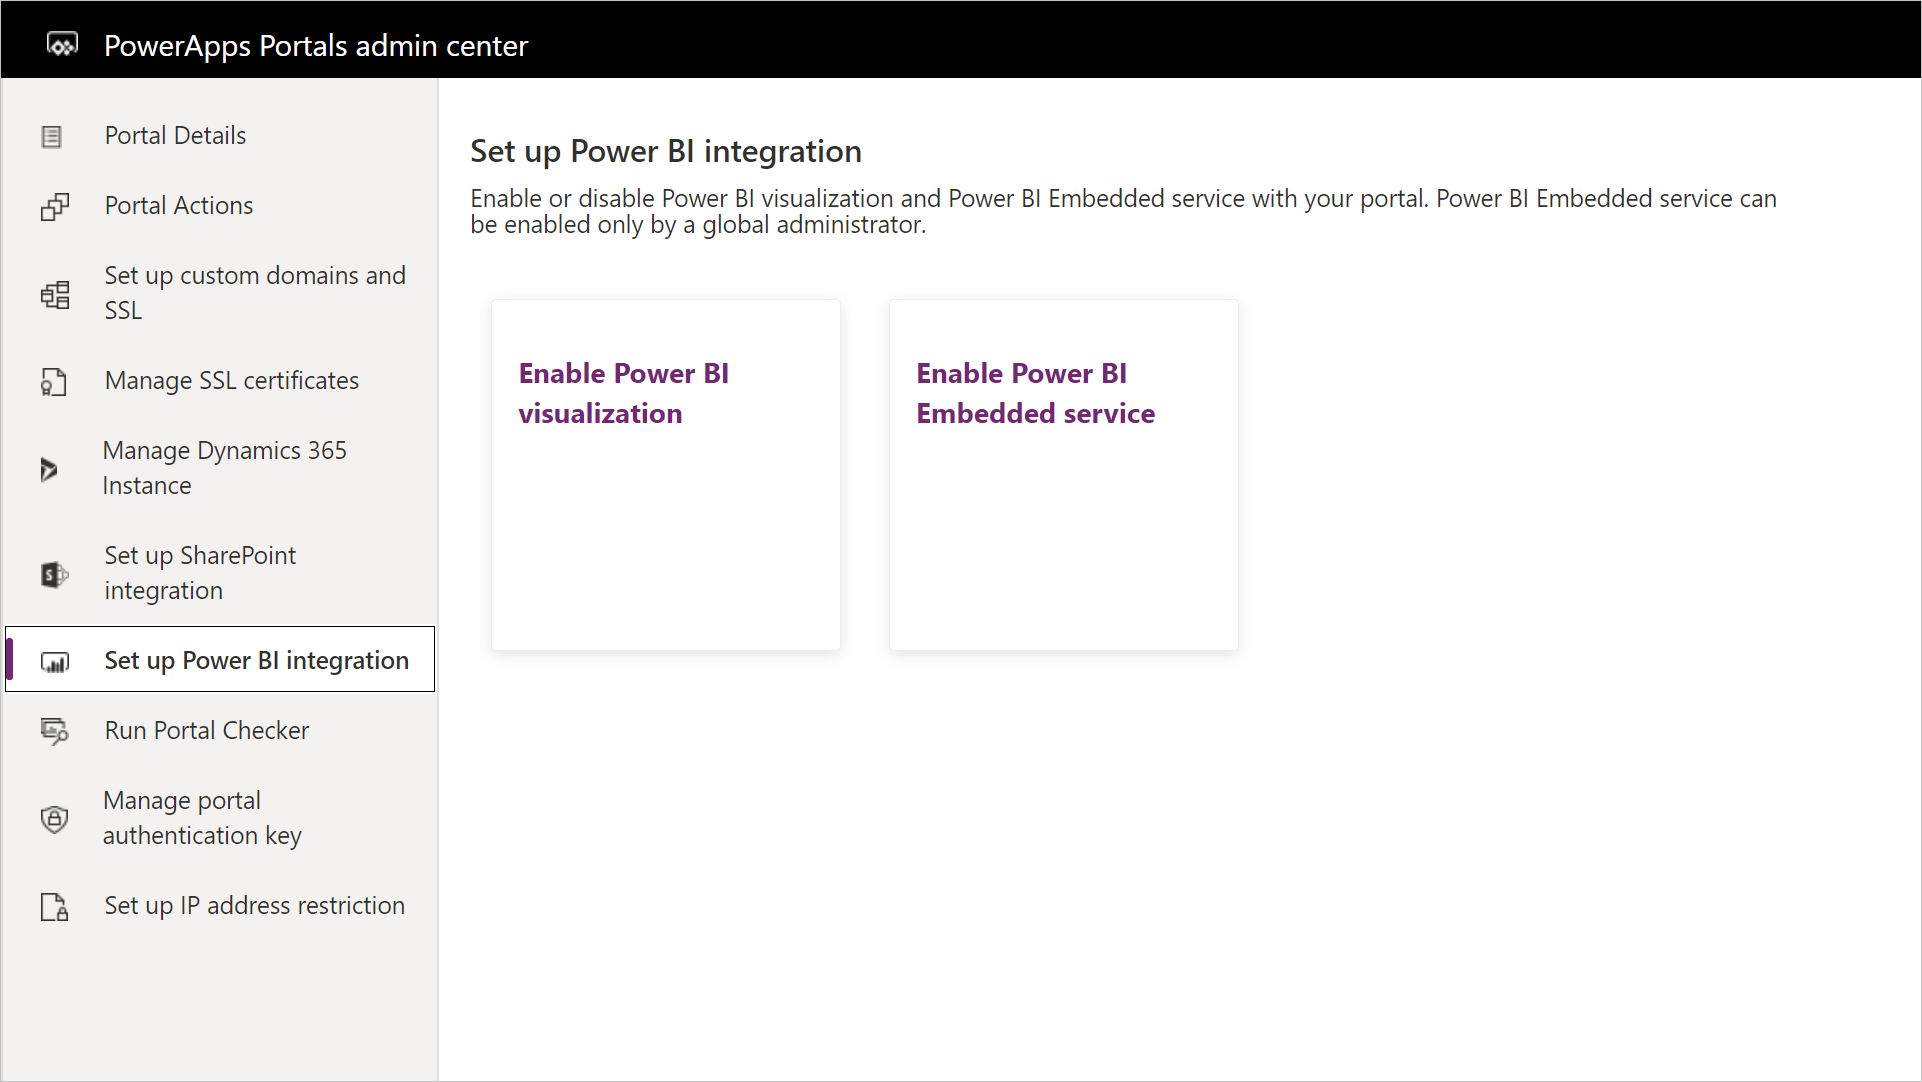 PowerApps Portals admin center
Portal Details
Portal Actions
Set up custom domains and
SSL
Manage SSL certificates
Manage Dynamics 365
Instance
Set up SharePoint
integration
Set up Power BI integration
Run Portal Checker
Manage portal
authentication key
Set up IP address restriction
Set up Power BI integration
Enable or disable Power BI visualization and Power BI Embedded service with your portal. Power BI Embedded service can
be enabled only by a global administrator.
Enable Power BI
visualization
Enable Power BI
Embedded service